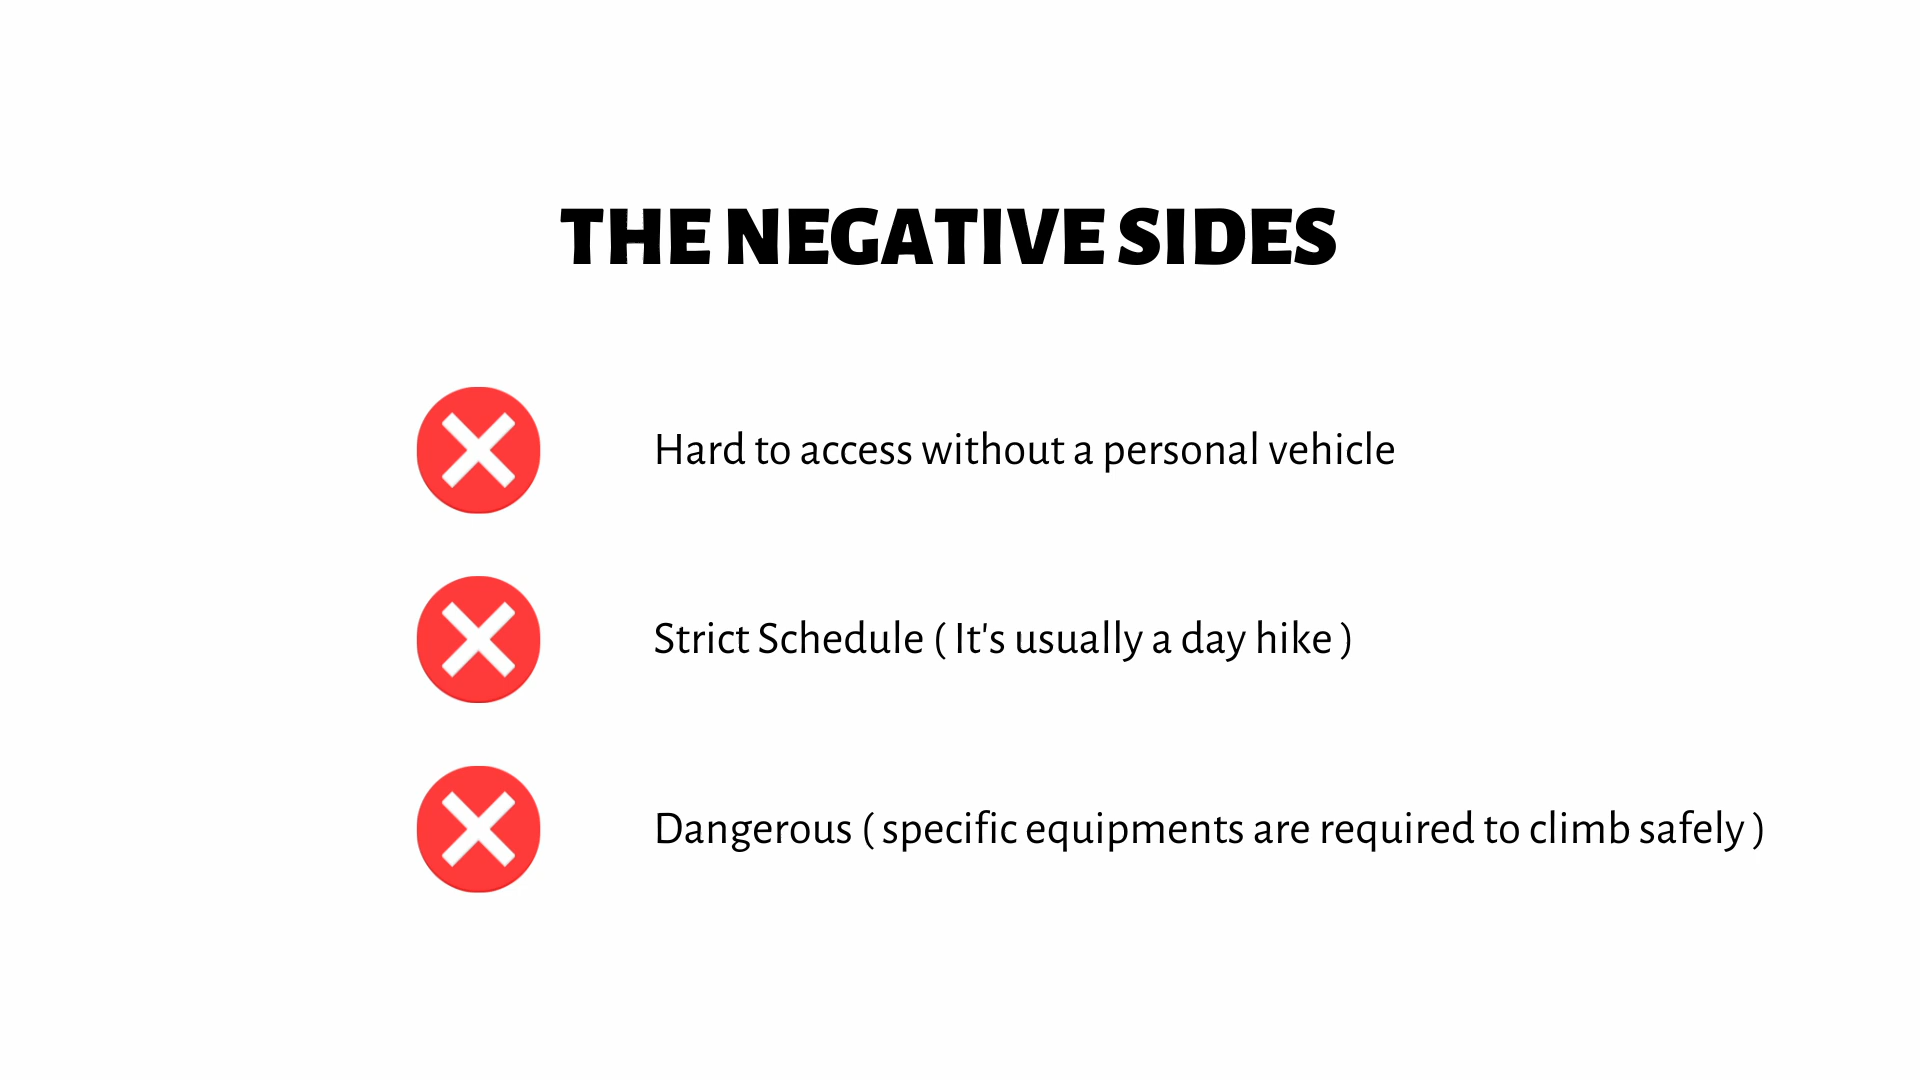 THE NEGATIVE SIDES
Hard to access without a personal vehicle
Strict Schedule ( It's usually a day hike )
Dangerous ( specific equipments are required to climb safely )